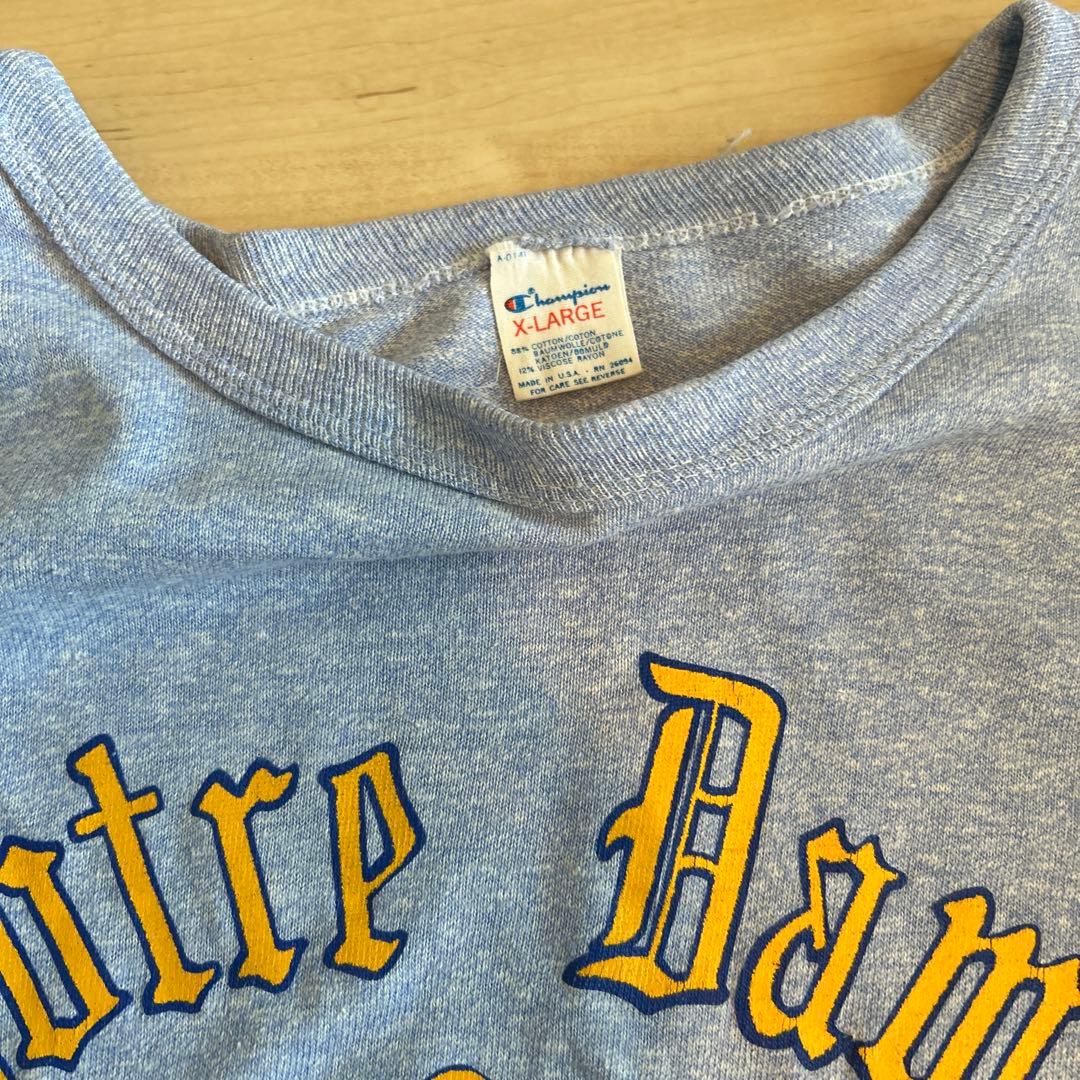 Champion
X-LARGE
88% COTTON/COTON
BAUMWOLLE/COTONE
KATOEN/BOMULD
12% VISCOSE RAYON
MADE IN U.S.A. · RN 26094
FOR CARE SEE REVERSE
otre Dam